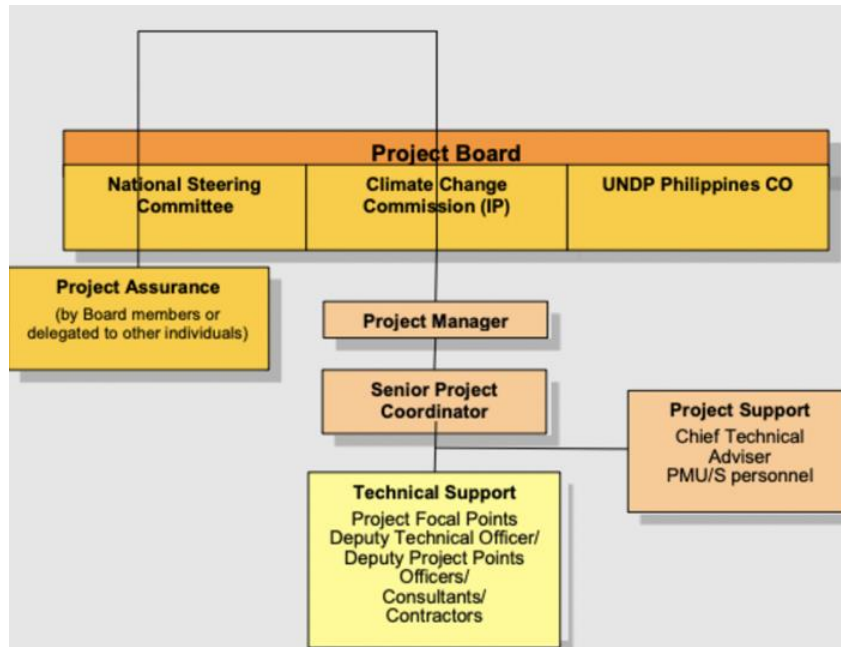 Project Board
National Steering
Committee
Climate Change
Commission (IP)
UNDP Philippines CO
Project Assurance
(by Board members or
delegated to other individuals)
Project Manager
Senior Project
Coordinator
Project Support
Chief Technical
Adviser
PMU/S personnel
Technical Support
Project Focal Points
Deputy Technical Officer/
Deputy Project Points
Officers/
Consultants/
Contractors